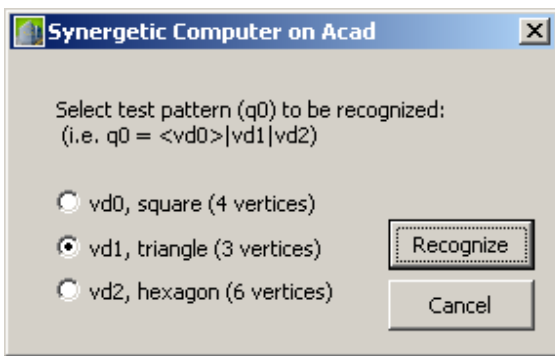 Synergetic Computer on Acad
Select test pattern (q0) to be recognized:
(i.e. q0 = <vd0>|vd1|vd2)
vd0, square (4 vertices)
vd1, triangle (3 vertices)
Recognize
vd2, hexagon (6 vertices)
Cancel